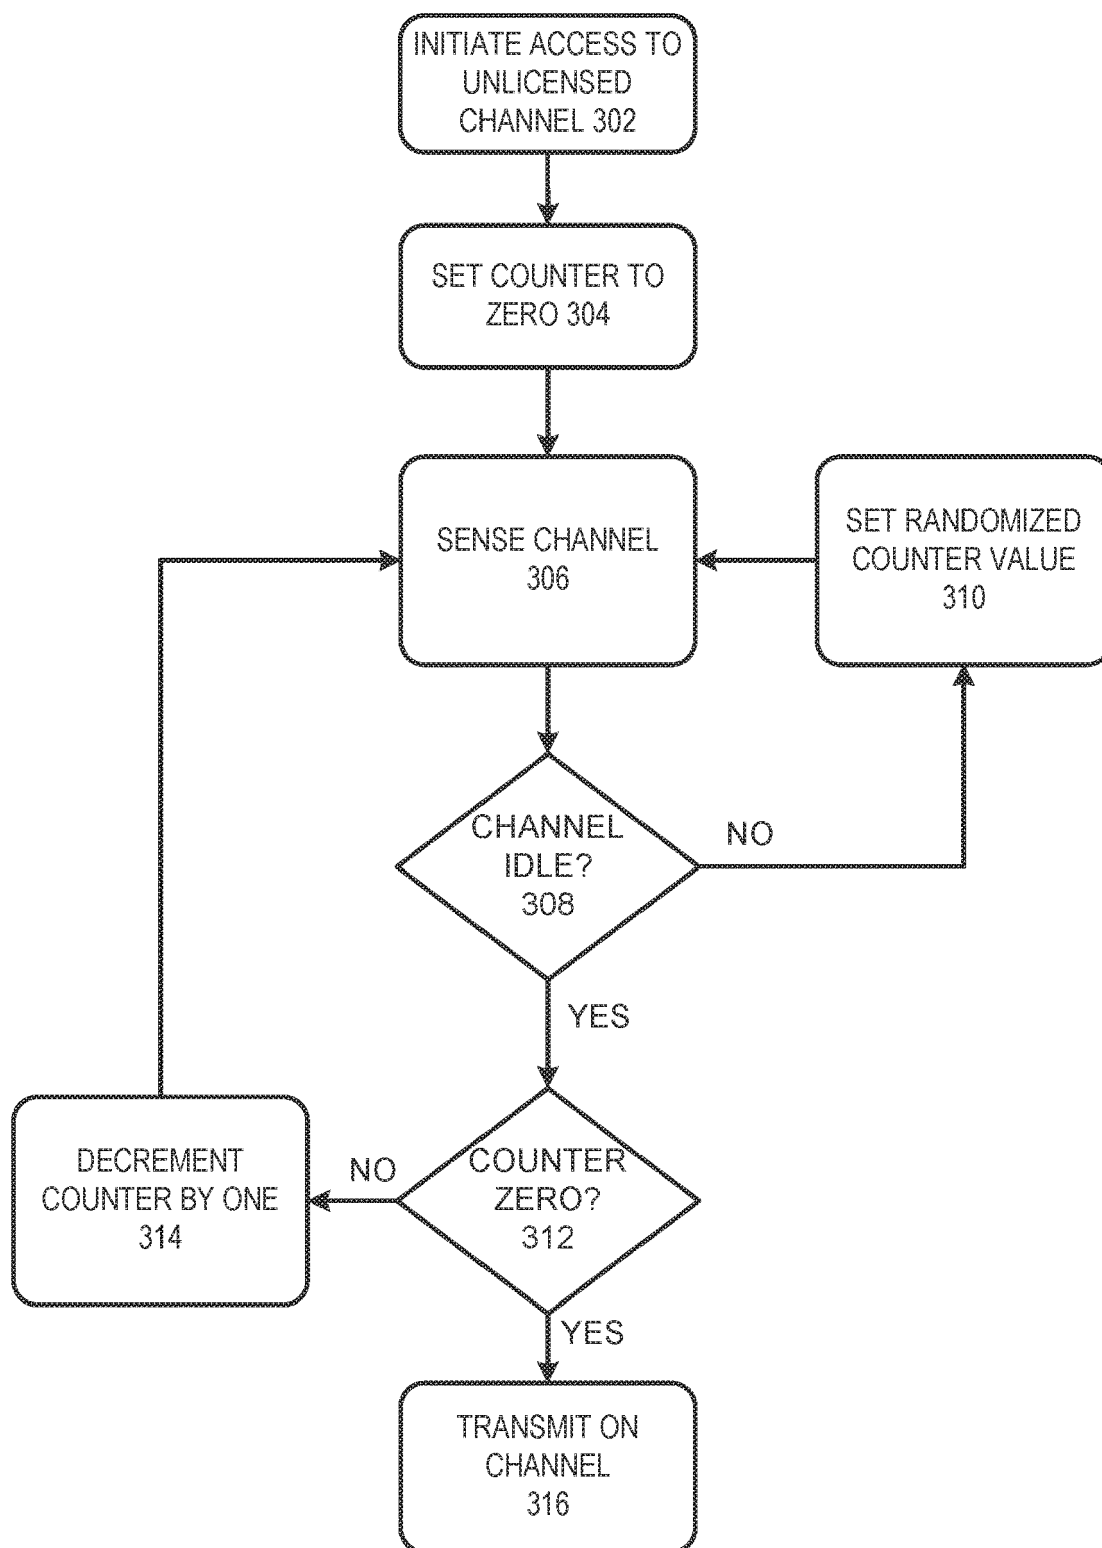 INITIATE ACCESS TO
UNLICENSED
CHANNEL 302
SET COUNTER TO
ZERO 304
SENSE CHANNEL
306
SET RANDOMIZED
COUNTER VALUE
310
CHANNEL
IDLE?
308
NO
YES
DECREMENT
COUNTER BY ONE
314
NO
COUNTER
ZERO?
312
YES
TRANSMIT ON
CHANNEL
316